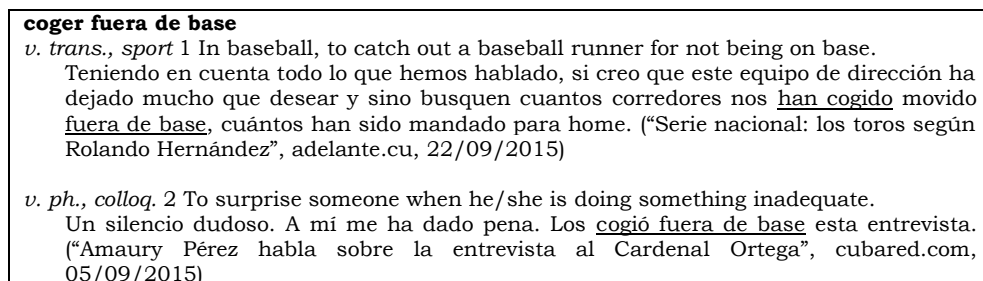 coger fuera de base
v. trans., sport 1 In baseball, to catch out a baseball runner for not being on base.
Teniendo en cuenta todo lo que hemos hablado, si creo que este equipo de dirección ha
dejado mucho que desear y sino busquen cuantos corredores nos han cogido movido
fuera de base, cuántos han sido mandado para home. (“Serie nacional: los toros según
Rolando Hernández”, adelante.cu, 22/09/2015)
v. ph., colloq. 2 To surprise someone when he/she is doing something inadequate.
Un silencio dudoso. A mí me ha dado pena. Los cogió fuera de base esta entrevista.
(“Amaury Pérez habla sobre la entrevista al Cardenal Ortega”, cubared.com,
05/09/2015)